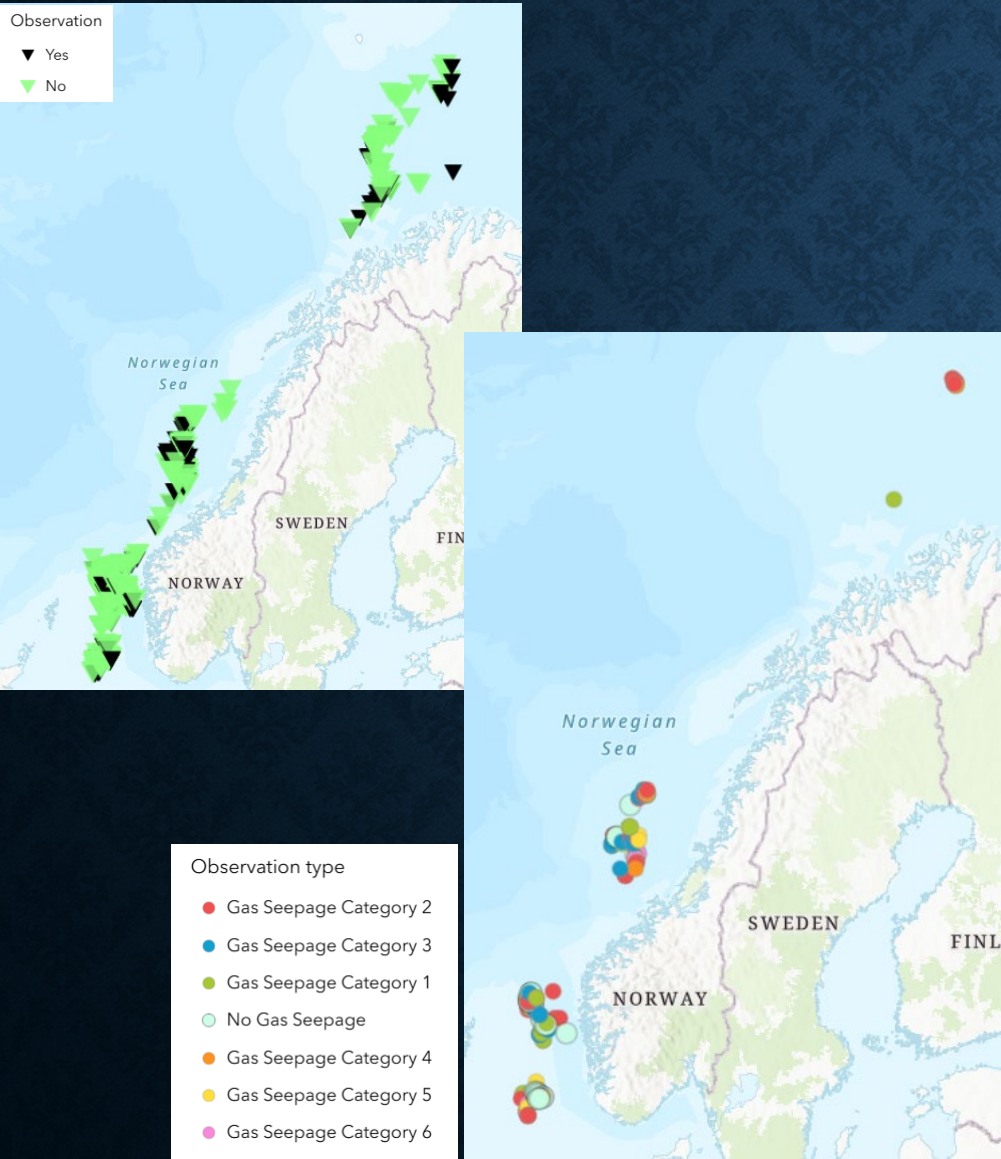 Observation
Yes
No
Norwegian
Sea
SWEDEN
FIN
NORWAY
Norwegian
Sea
SWEDEN
FINL
NORWAY
Observation type
Gas Seepage Category 2
Gas Seepage Category 3
Gas Seepage Category 1
No Gas Seepage
Gas Seepage Category 4
Gas Seepage Category 5
Gas Seepage Category 6